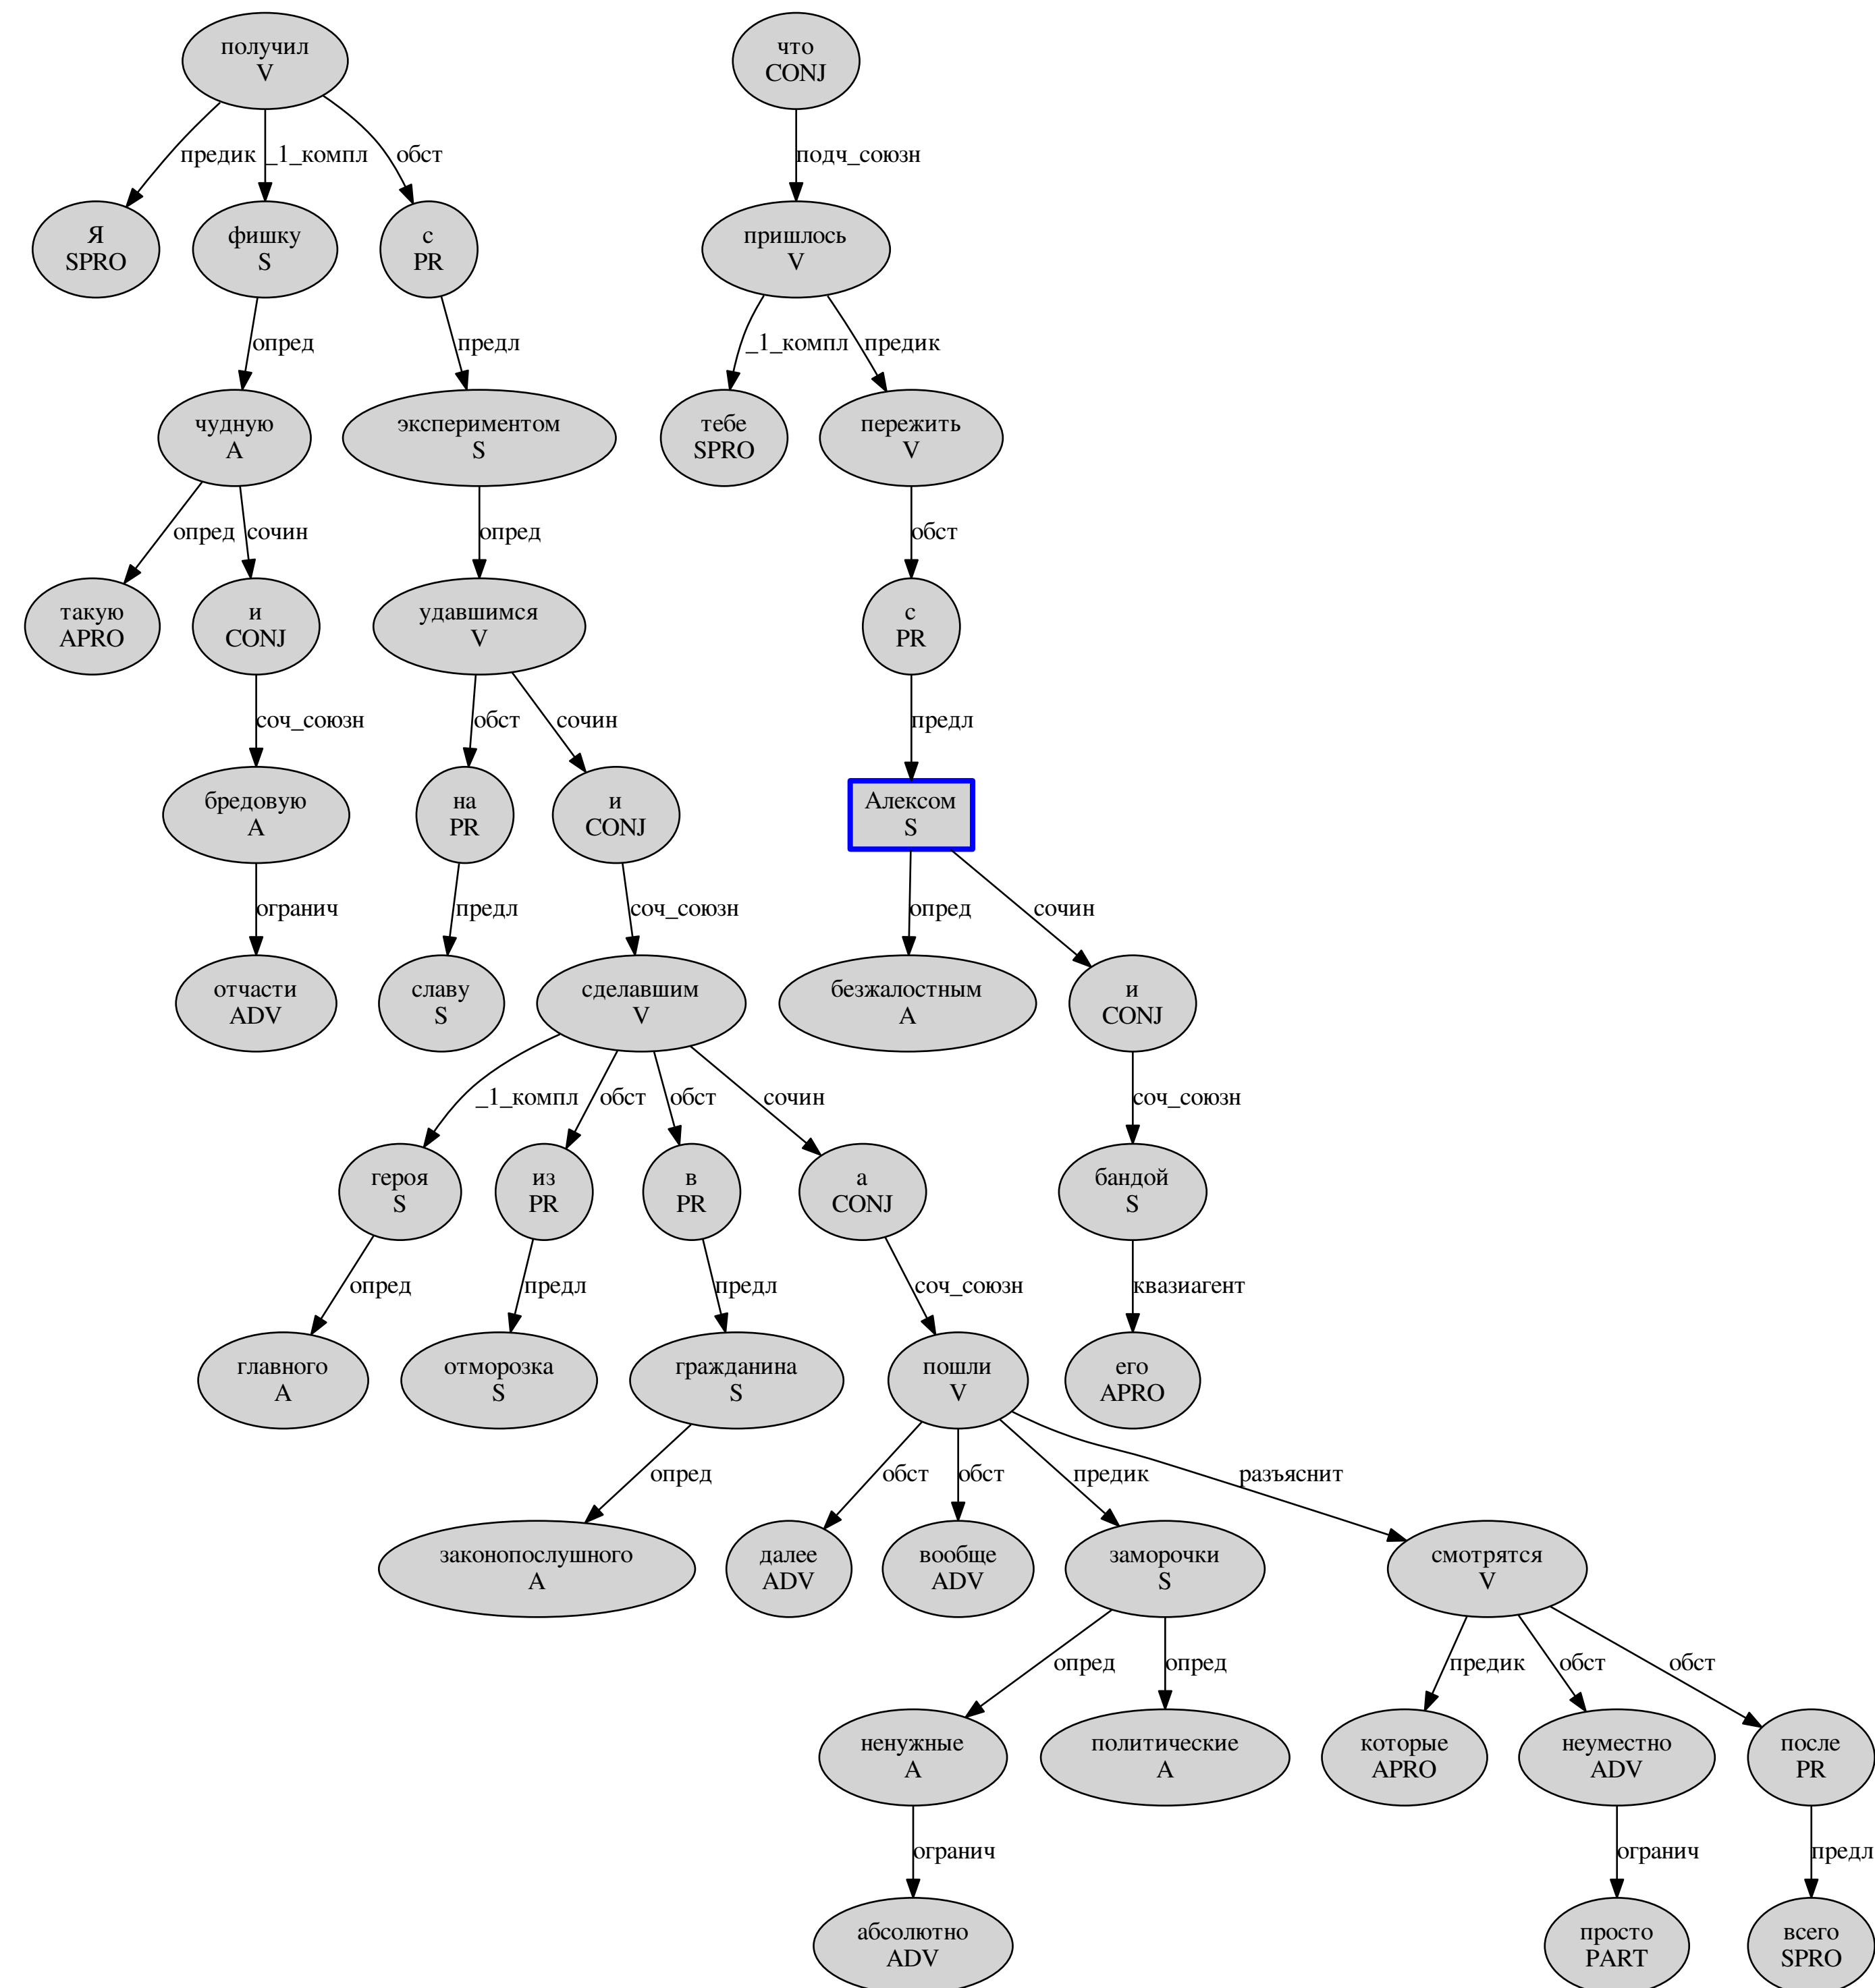 получил
V
что
CONJ
предик
_1_компл
обст
подч_союзн
Я
SPRO
фишку
S
с
PR
пришлось
V
опред
предл
_1_компл
предик
чудную
A
экспериментом
S
тебе
SPRO
пережить
V
опред
сочин
опред
обст
такую
APRO
и
CONJ
удавшимся
V
с
PR
соч_союзн
обст
сочин
предл
бредовую
A
на
PR
и
CONJ
Алексом
S
огранич
предл
соч_союзн
опред
сочин
отчасти
ADV
славу
S
сделавшим
V
безжалостным
A
и
CONJ
_1_компл
обст
обст
сочин
соч_союзн
героя
S
из
PR
в
PR
а
CONJ
бандой
S
опред
предл
предл
соч_союзн
квазиагент
главного
A
отморозка
S
гражданина
S
пошли
V
его
APRO
опред
обст
обст
предик
разъяснит
законопослушного
A
далее
ADV
вообще
ADV
заморочки
S
смотрятся
V
опред
опред
предик
обст
обст
ненужные
A
политические
A
которые
APRO
неуместно
ADV
после
PR
огранич
огранич
предл
абсолютно
ADV
просто
PART
всего
SPRO